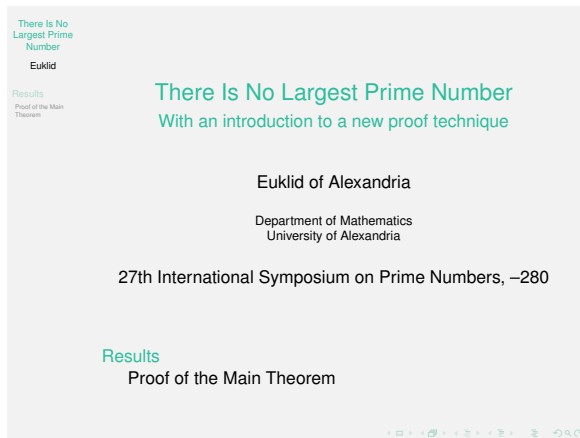 There Is No
Largest Prime
Number
Euklid
Results
Proof of the Main
Theorem
There Is No Largest Prime Number
With an introduction to a new proof technique
Euklid of Alexandria
Department of Mathematics
University of Alexandria
27th International Symposium on Prime Numbers, –280
Results
Proof of the Main Theorem